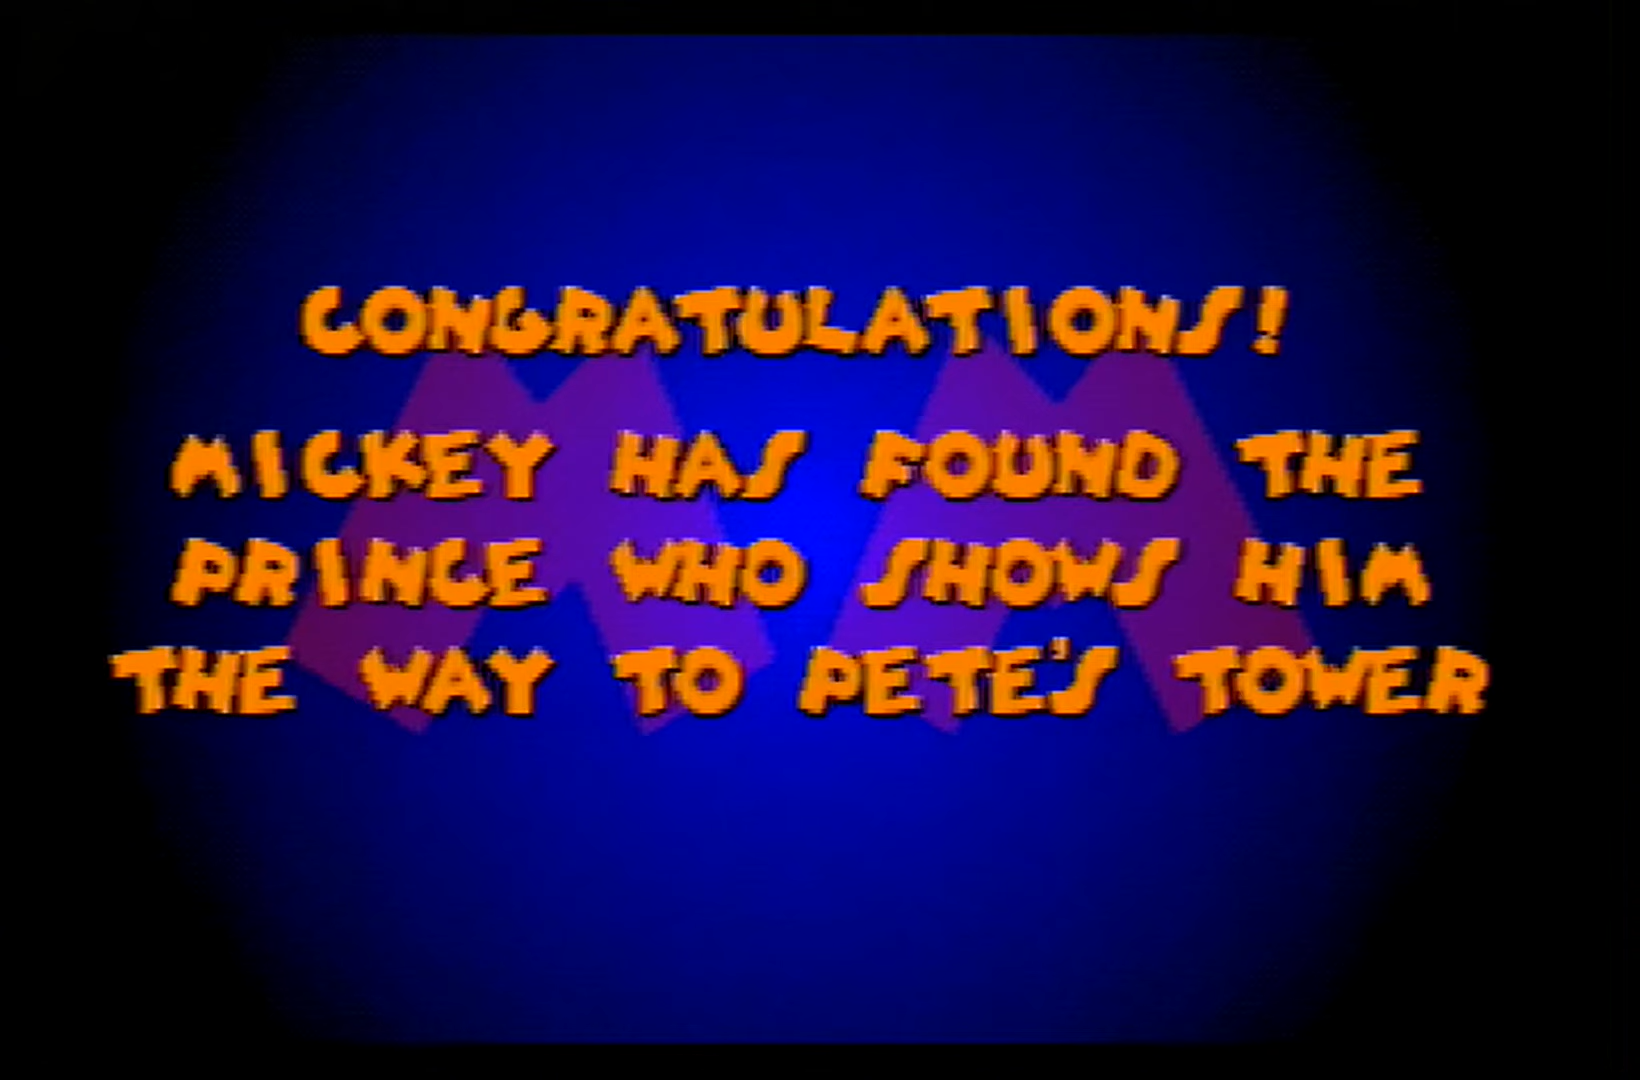 CONGRATULATIONS!
MICKEY HAS FOUND THE
PRINCE WHO SHOWS HIM
THE WAY TO PETE'S TOWER